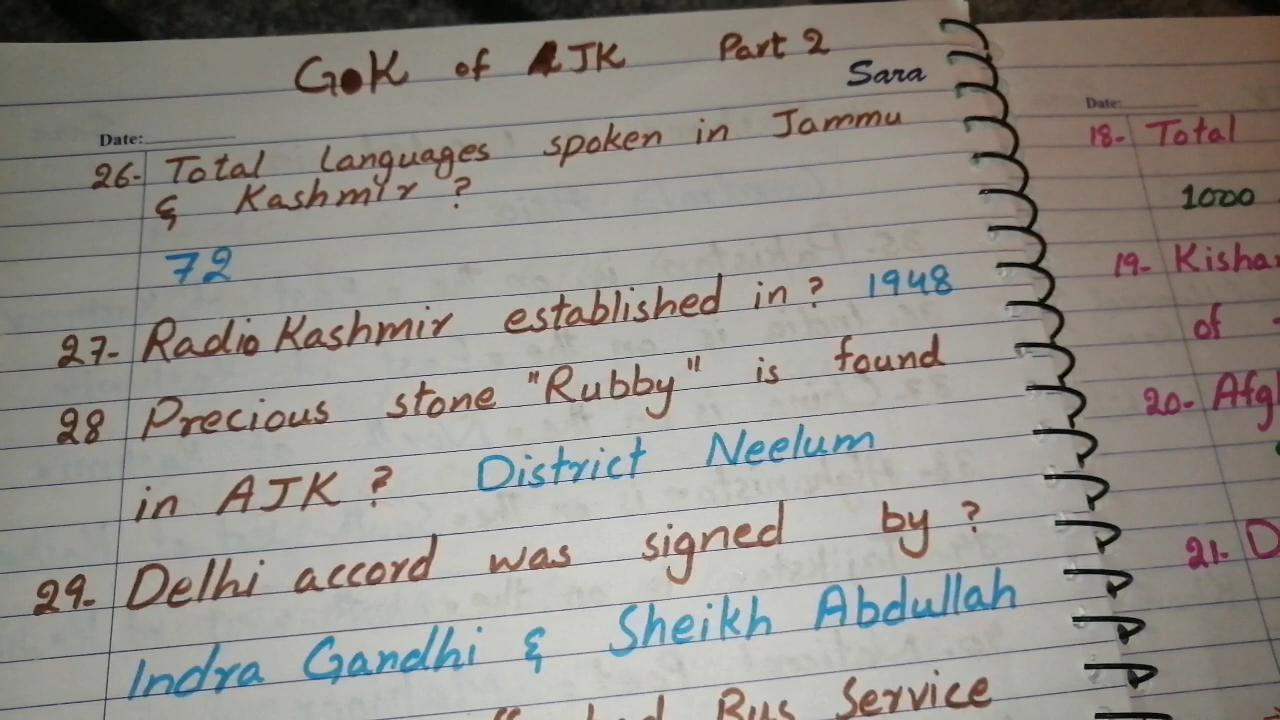 GoK of AJK Part 2
Sara
Date:
26- Total languages spoken in Jammu
& Kashmir ?
72
27- Radio Kashmir established in ? 1948
28 Precious stone "Rubby" is found
in AJK ? District Neelum
29- Delhi accord was signed by ?
Indra Gandhi & Sheikh Abdullah
Bus Service
Date:
18- Total
1000
19- Kisha
of
20- Afg
21- D